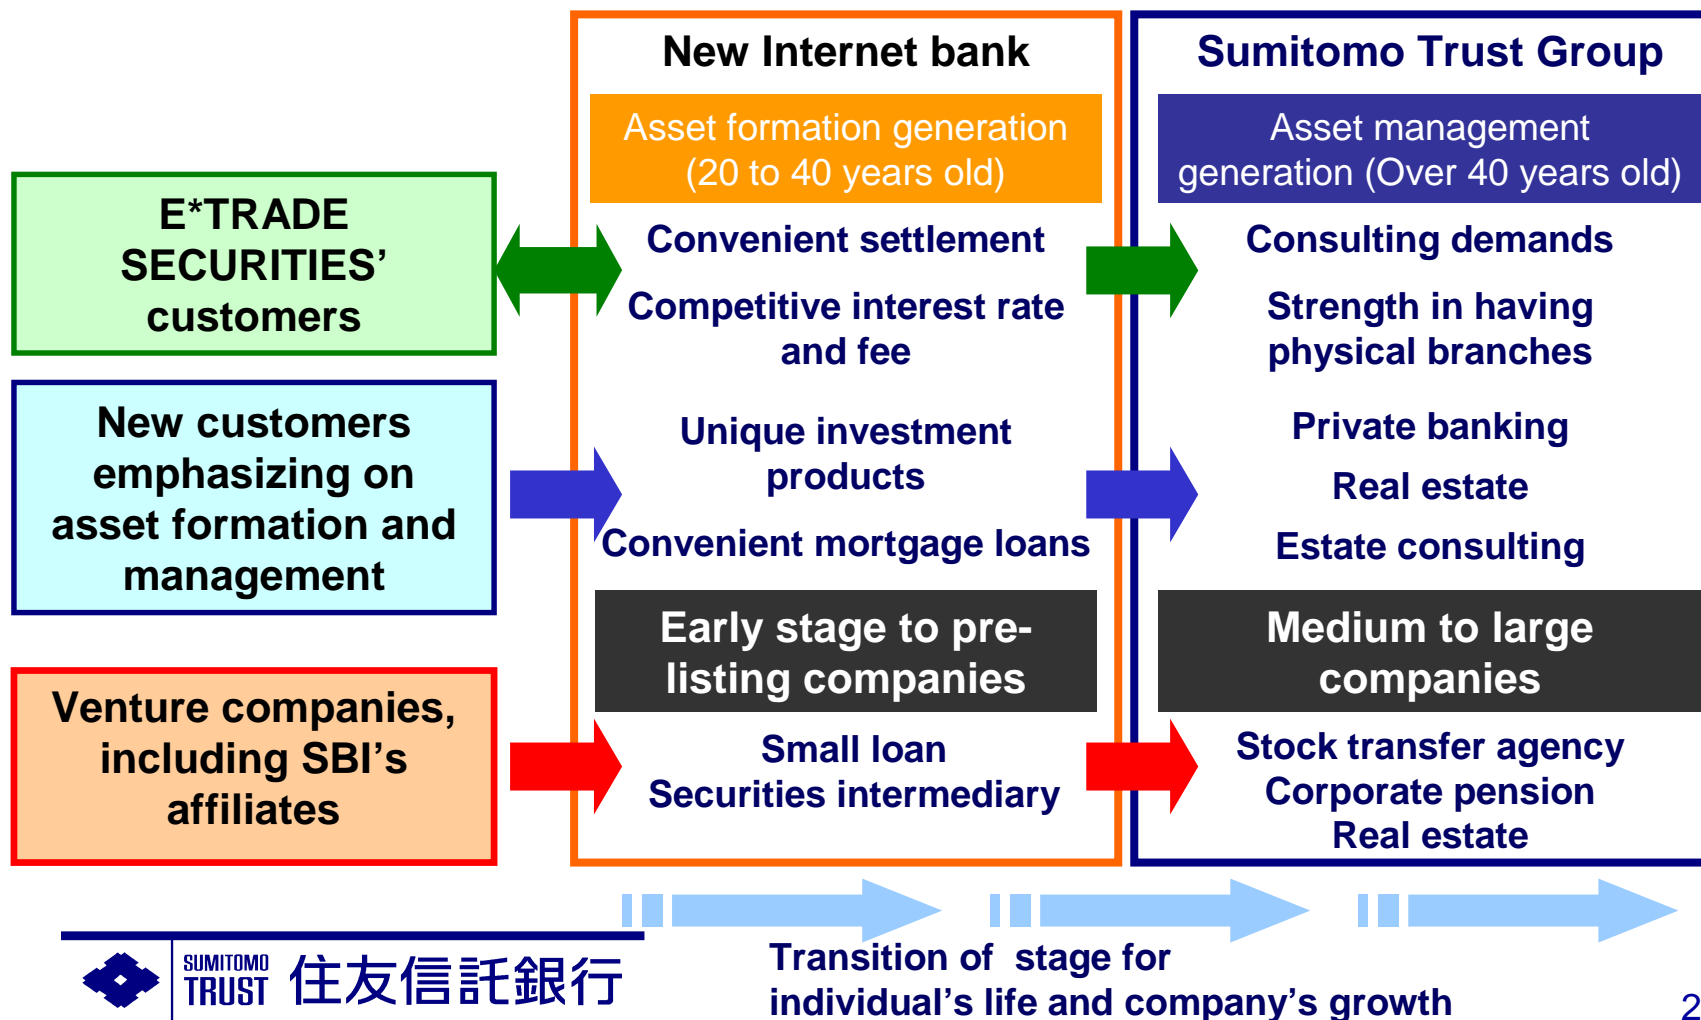 New Internet bank
Asset formation generation
(20 to 40 years old)
Sumitomo Trust Group
Asset management
generation (Over 40 years old)
E*TRADE
SECURITIES’
customers
Convenient settlement
Competitive interest rate
and fee
Consulting demands
Strength in having
physical branches
New customers
emphasizing on
asset formation and
management
Unique investment
products
Convenient mortgage loans
Private banking
Real estate
Estate consulting
Early stage to pre-
listing companies
Medium to large
companies
Venture companies,
including SBI’s
affiliates
Small loan
Securities intermediary
Stock transfer agency
Corporate pension
Real estate
SUMITOMO
TRUST
住友信託銀行
Transition of stage for
individual’s life and company’s growth
2